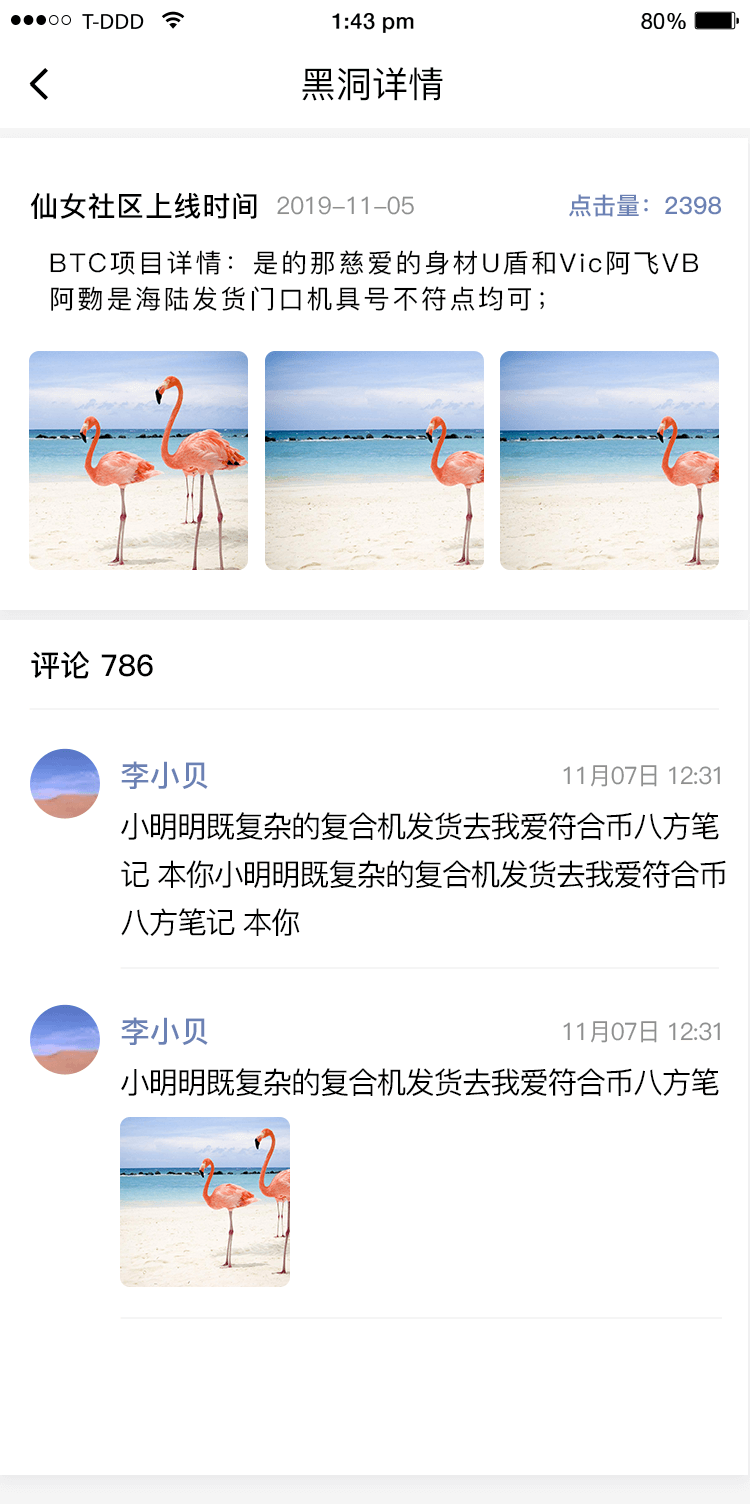 T-DDD 1:43 pm 80%
黑洞详情
仙女社区上线时间 2019-11-05 点击量：2398
BTC项目详情：是的那慈爱的身材U盾和Vic阿飞VB
阿覅是海陆发货门口机具号不符点均可；
评论 786
李小贝 11月07日 12:31
小明明既复杂的复合机发货去我爱符合币八方笔
记 本你小明明既复杂的复合机发货去我爱符合币
八方笔记 本你
李小贝 11月07日 12:31
小明明既复杂的复合机发货去我爱符合币八方笔